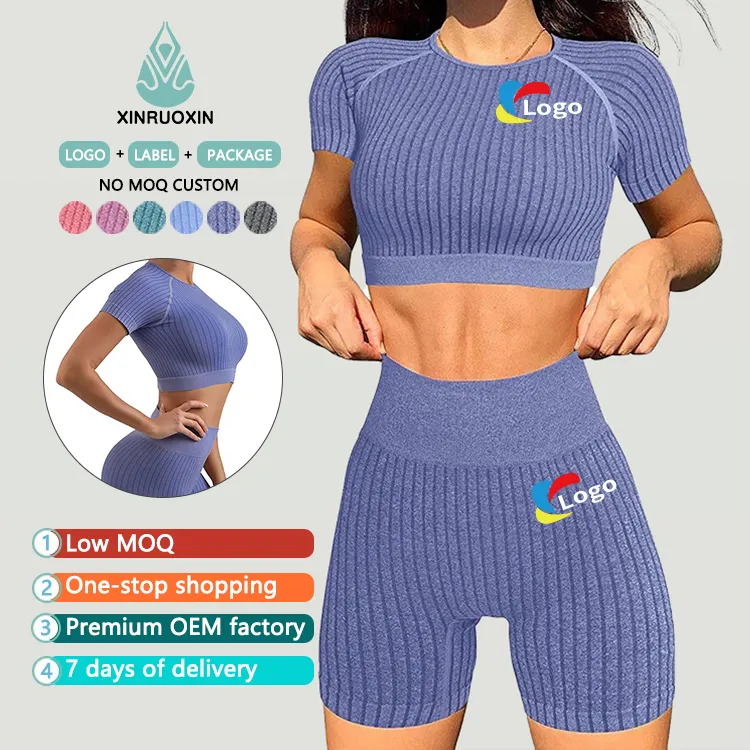 XINRUOXIN
LOGO + LABEL + PACKAGE
NO MOQ CUSTOM
Logo
Logo
1 Low MOQ
2 One-stop shopping
3 Premium OEM factory
4 7 days of delivery